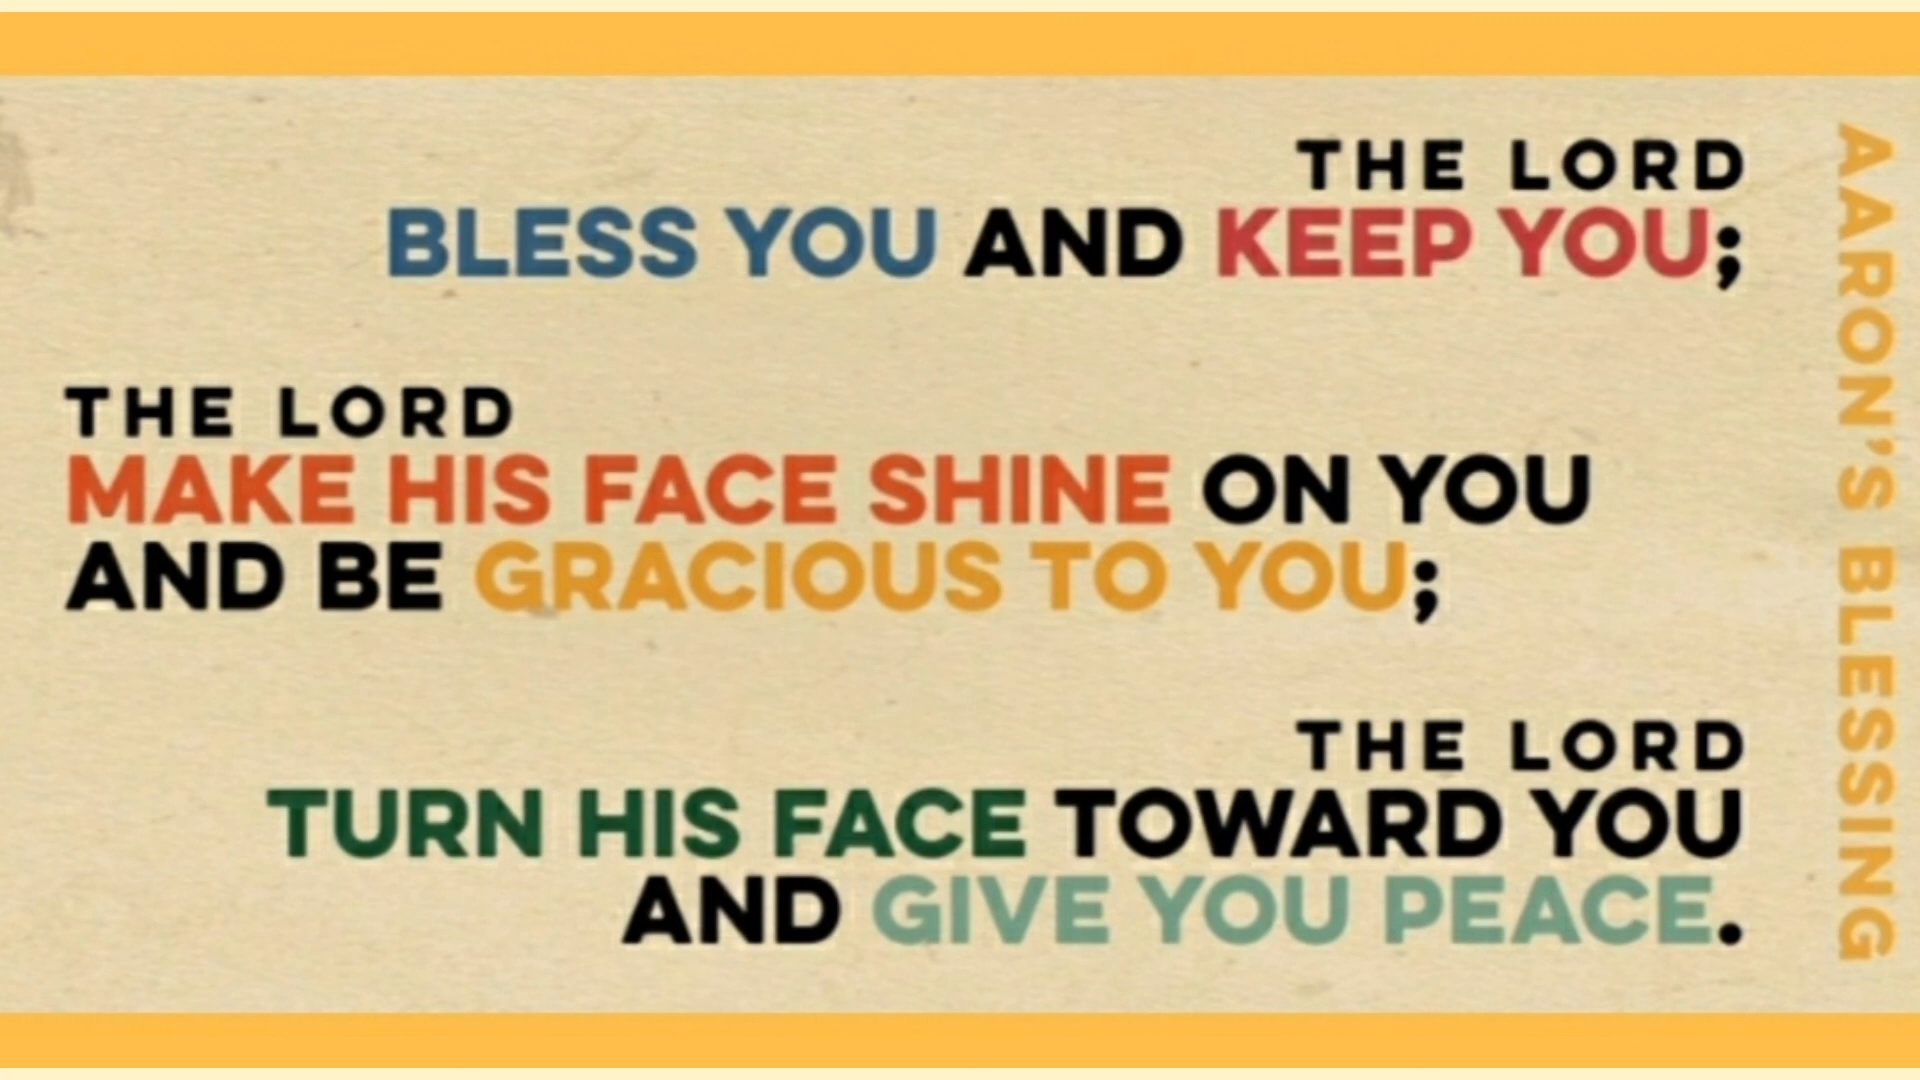 THE LORD
BLESS YOU AND KEEP YOU;
THE LORD
MAKE HIS FACE SHINE ON YOU
AND BE GRACIOUS TO YOU;
THE LORD
TURN HIS FACE TOWARD YOU
AND GIVE YOU PEACE.
AARON'S BLESSING